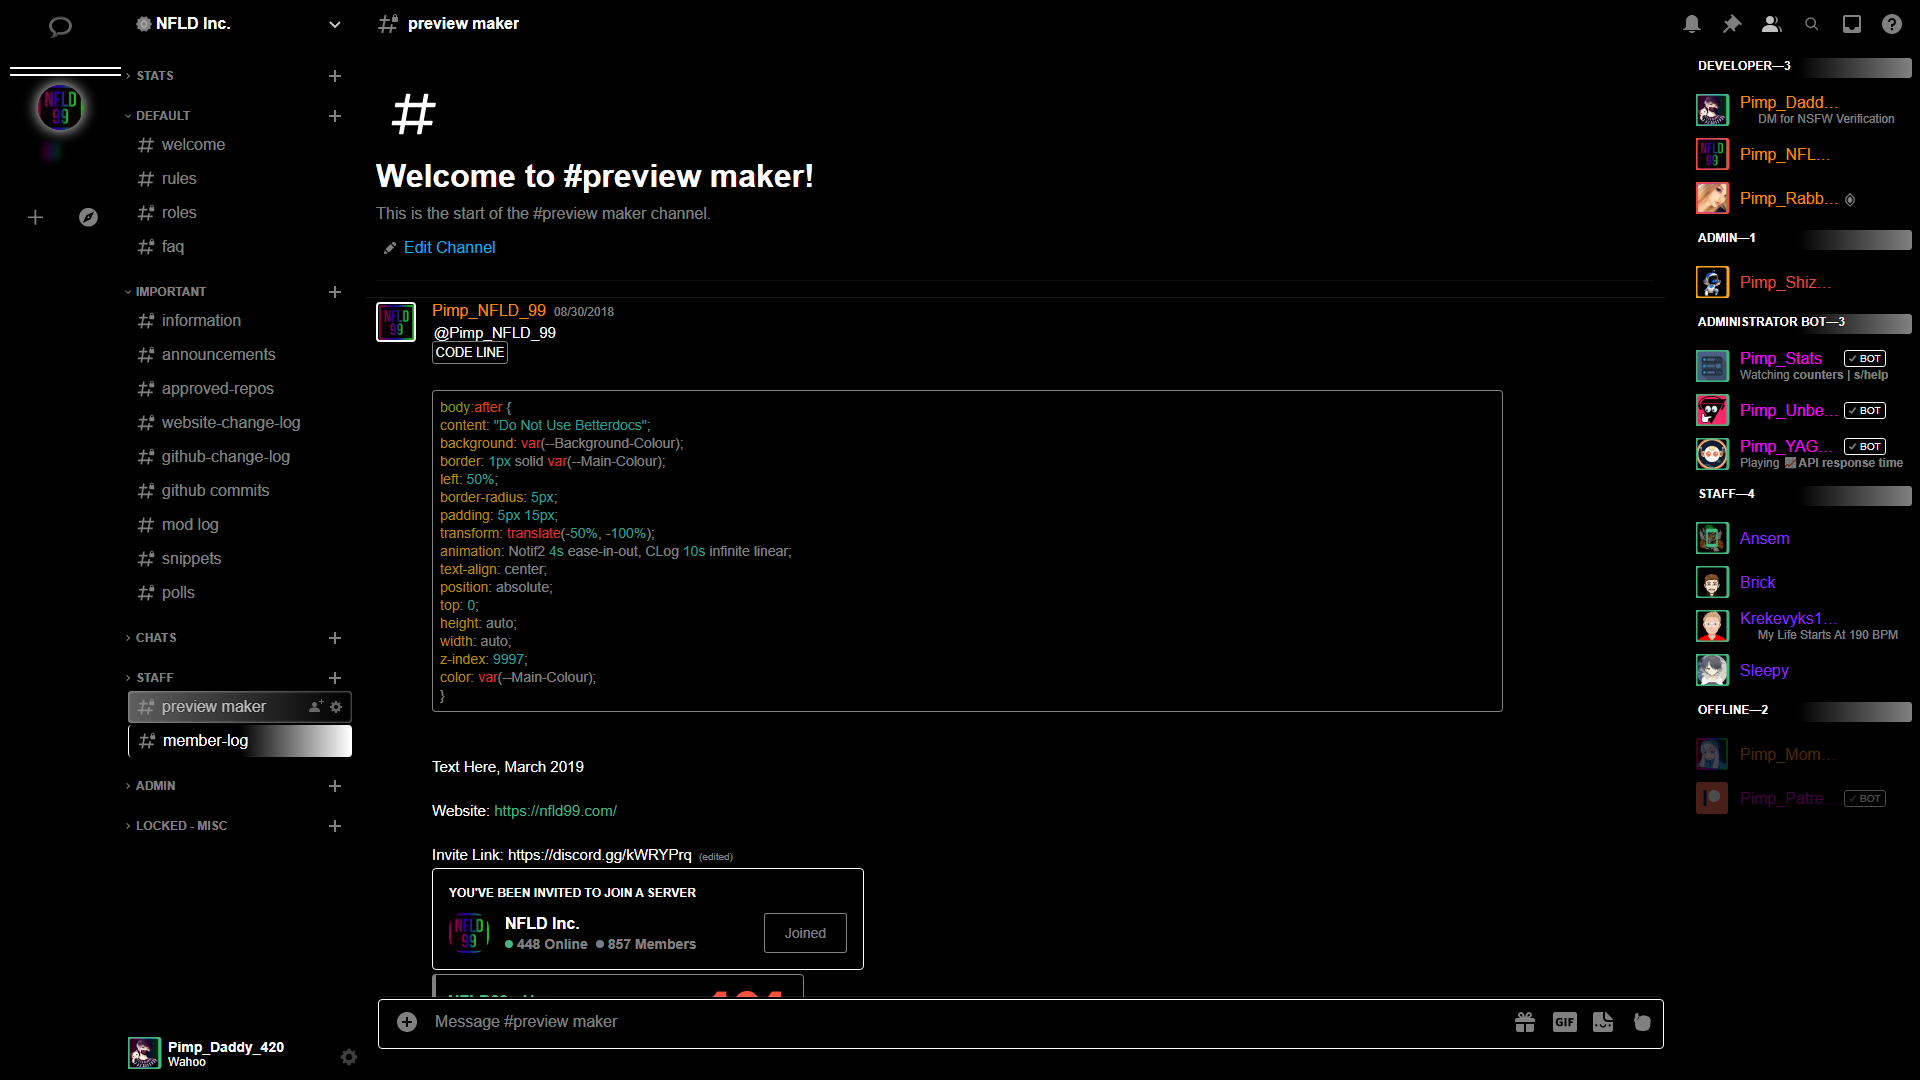 NFLD Inc.
STATS
DEFAULT
welcome
rules
roles
faq
IMPORTANT
information
announcements
approved-repos
website-change-log
github-change-log
github commits
mod log
snippets
polls
CHATS
STAFF
preview maker
member-log
ADMIN
LOCKED - MISC
Pimp_Daddy_420
Wahoo
NFLD
99
preview maker
#
Welcome to #preview maker!
This is the start of the #preview maker channel.
Edit Channel
NFLD
99
Pimp_NFLD_99 08/30/2018
@Pimp_NFLD_99
CODE LINE
body:after {
content: "Do Not Use Betterdocs";
background: var(--Background-Colour);
border: 1px solid var(--Main-Colour);
left: 50%;
border-radius: 5px;
padding: 5px 15px;
transform: translate(-50%, -100%);
animation: Notif2 4s ease-in-out, CLog 10s infinite linear;
text-align: center;
position: absolute;
top: 0;
height: auto;
width: auto;
z-index: 9997;
color: var(--Main-Colour);
}
Text Here, March 2019
Website: https://nfld99.com/
Invite Link: https://discord.gg/kWRYPrq (edited)
YOU'VE BEEN INVITED TO JOIN A SERVER
NFLD
99
NFLD Inc.
448 Online 857 Members
Joined
Message #preview maker
GIF
DEVELOPER—3
Pimp_Dadd...
DM for NSFW Verification
NFLD
99
Pimp_NFL...
Pimp_Rabb...
ADMIN—1
Pimp_Shiz...
ADMINISTRATOR BOT—3
Pimp_Stats ✓ BOT
Watching counters | s/help
Pimp_Unbe... ✓ BOT
Pimp_YAG... ✓ BOT
Playing API response time
STAFF—4
Ansem
Brick
Krekevyks1...
My Life Starts At 190 BPM
Sleepy
OFFLINE—2
Pimp_Mom...
Pimp_Patre... ✓ BOT